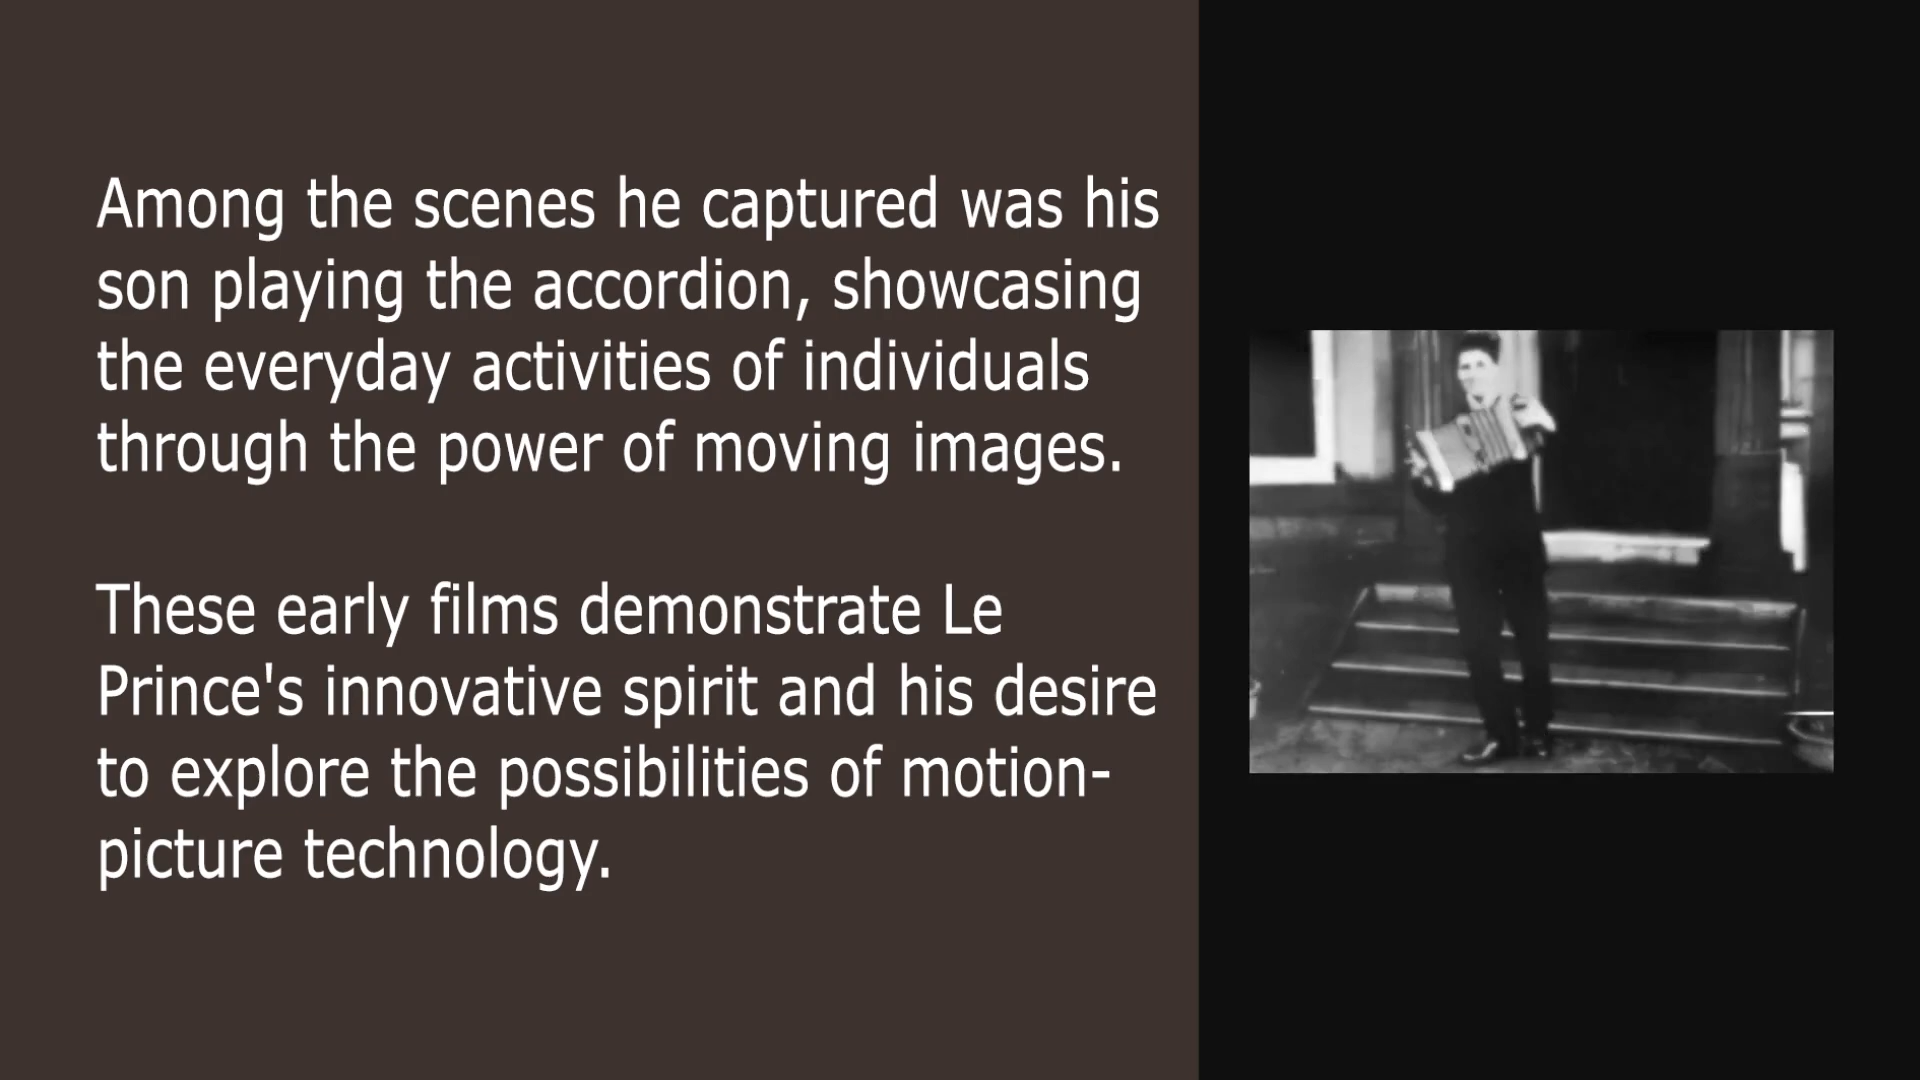 Among the scenes he captured was his
son playing the accordion, showcasing
the everyday activities of individuals
through the power of moving images.
These early films demonstrate Le
Prince's innovative spirit and his desire
to explore the possibilities of motion-
picture technology.